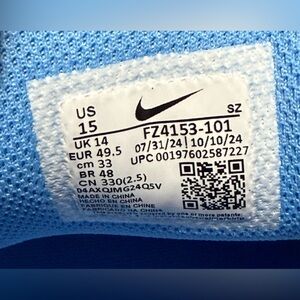 US SZ
15 FZ4153-101
UK 14 07/31/24 10/10/24
EUR 49.5 UPC 00197602587227
cm 33
BR 48
CN 330(2.5)
04AXQIMG24QSV
MADE IN CHINA
HECHO EN CHINA
FABRIQUÉ EN CHINE